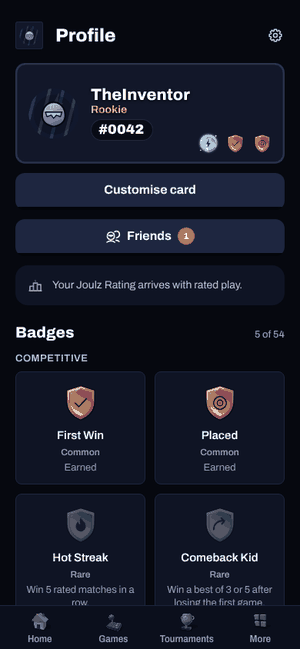 Profile
TheInventor
Rookie
#0042
Customise card
Friends 1
Your Joulz Rating arrives with rated play.
Badges 5 of 54
COMPETITIVE
First Win
Common
Earned
Placed
Common
Earned
Hot Streak
Rare
Win 5 rated matches in a
row.
Comeback Kid
Rare
Win a best of 3 or 5 after
losing the first game.
Home Games Tournaments More